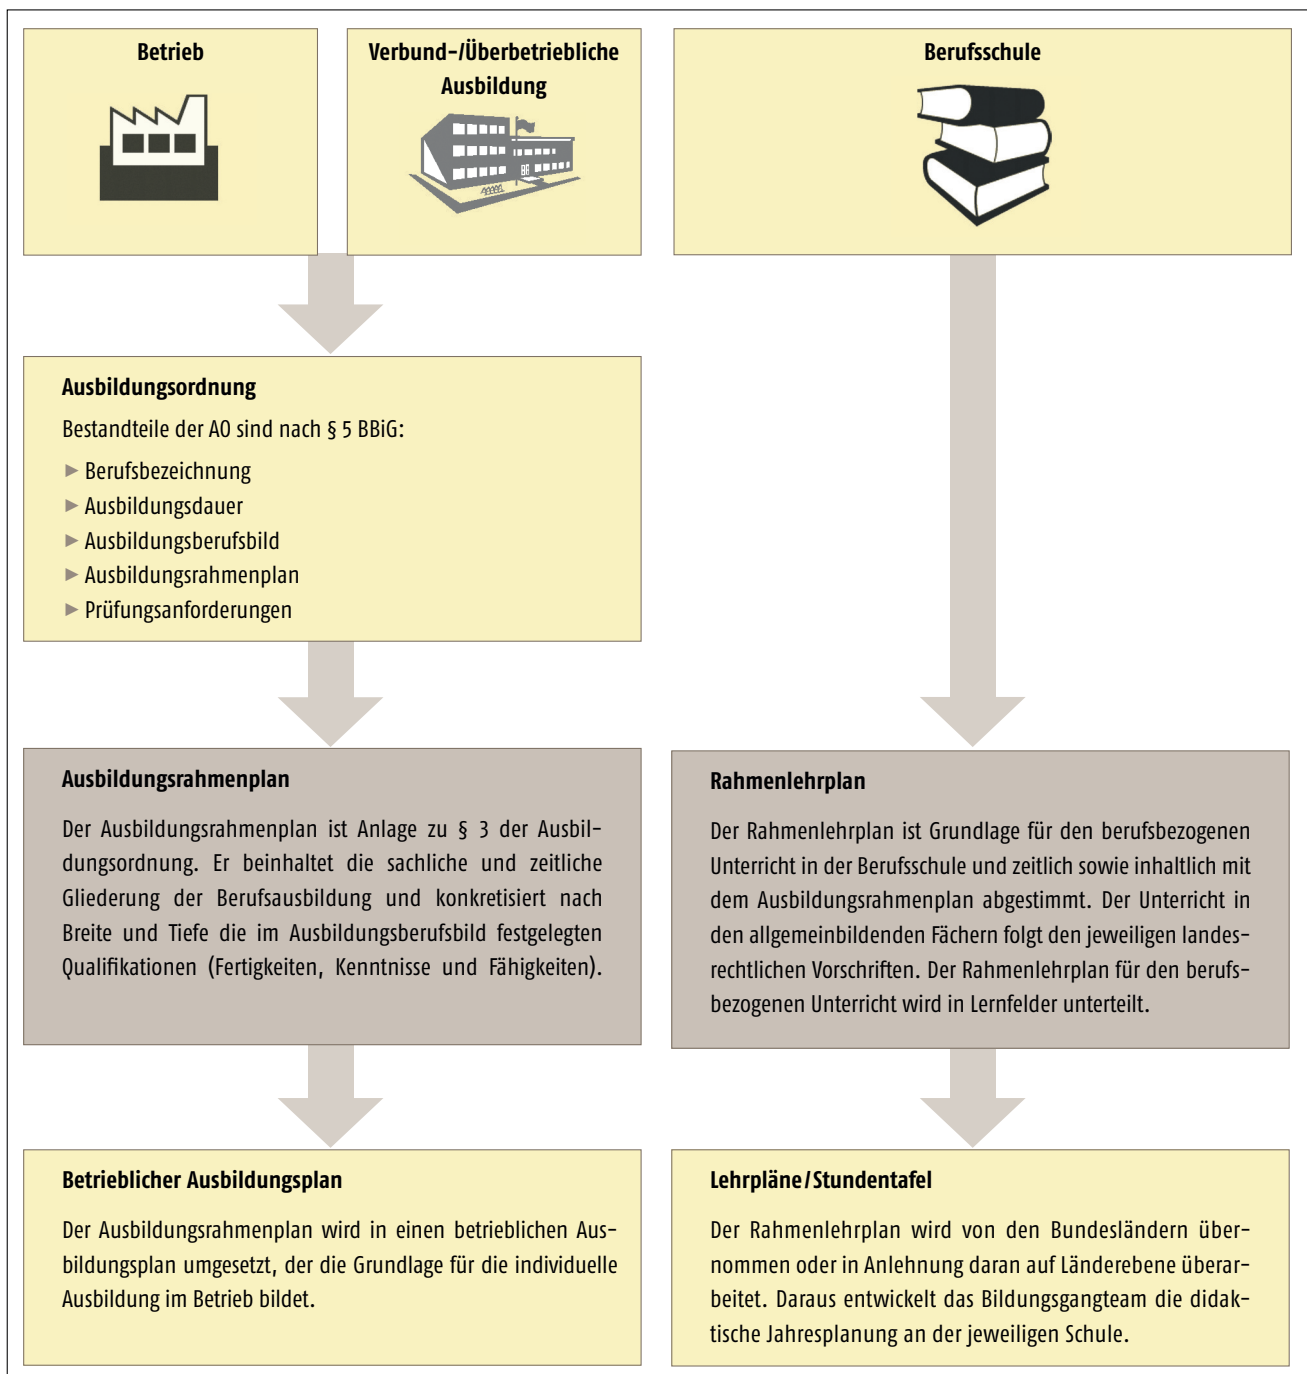 Betrieb
Verbund-/Überbetriebliche
Ausbildung
Berufsschule
Ausbildungsordnung
Bestandteile der AO sind nach § 5 BBiG:
► Berufsbezeichnung
► Ausbildungsdauer
► Ausbildungsberufsbild
► Ausbildungsrahmenplan
► Prüfungsanforderungen
Ausbildungsrahmenplan
Der Ausbildungsrahmenplan ist Anlage zu § 3 der Ausbil-
dungsordnung. Er beinhaltet die sachliche und zeitliche
Gliederung der Berufsausbildung und konkretisiert nach
Breite und Tiefe die im Ausbildungsberufsbild festgelegten
Qualifikationen (Fertigkeiten, Kenntnisse und Fähigkeiten).
Rahmenlehrplan
Der Rahmenlehrplan ist Grundlage für den berufsbezogenen
Unterricht in der Berufsschule und zeitlich sowie inhaltlich mit
dem Ausbildungsrahmenplan abgestimmt. Der Unterricht in
den allgemeinbildenden Fächern folgt den jeweiligen landes-
rechtlichen Vorschriften. Der Rahmenlehrplan für den berufs-
bezogenen Unterricht wird in Lernfelder unterteilt.
Betrieblicher Ausbildungsplan
Der Ausbildungsrahmenplan wird in einen betrieblichen Aus-
bildungsplan umgesetzt, der die Grundlage für die individuelle
Ausbildung im Betrieb bildet.
Lehrpläne/Stundentafel
Der Rahmenlehrplan wird von den Bundesländern über-
nommen oder in Anlehnung daran auf Länderebene überar-
beitet. Daraus entwickelt das Bildungsgangteam die didak-
tische Jahresplanung an der jeweiligen Schule.